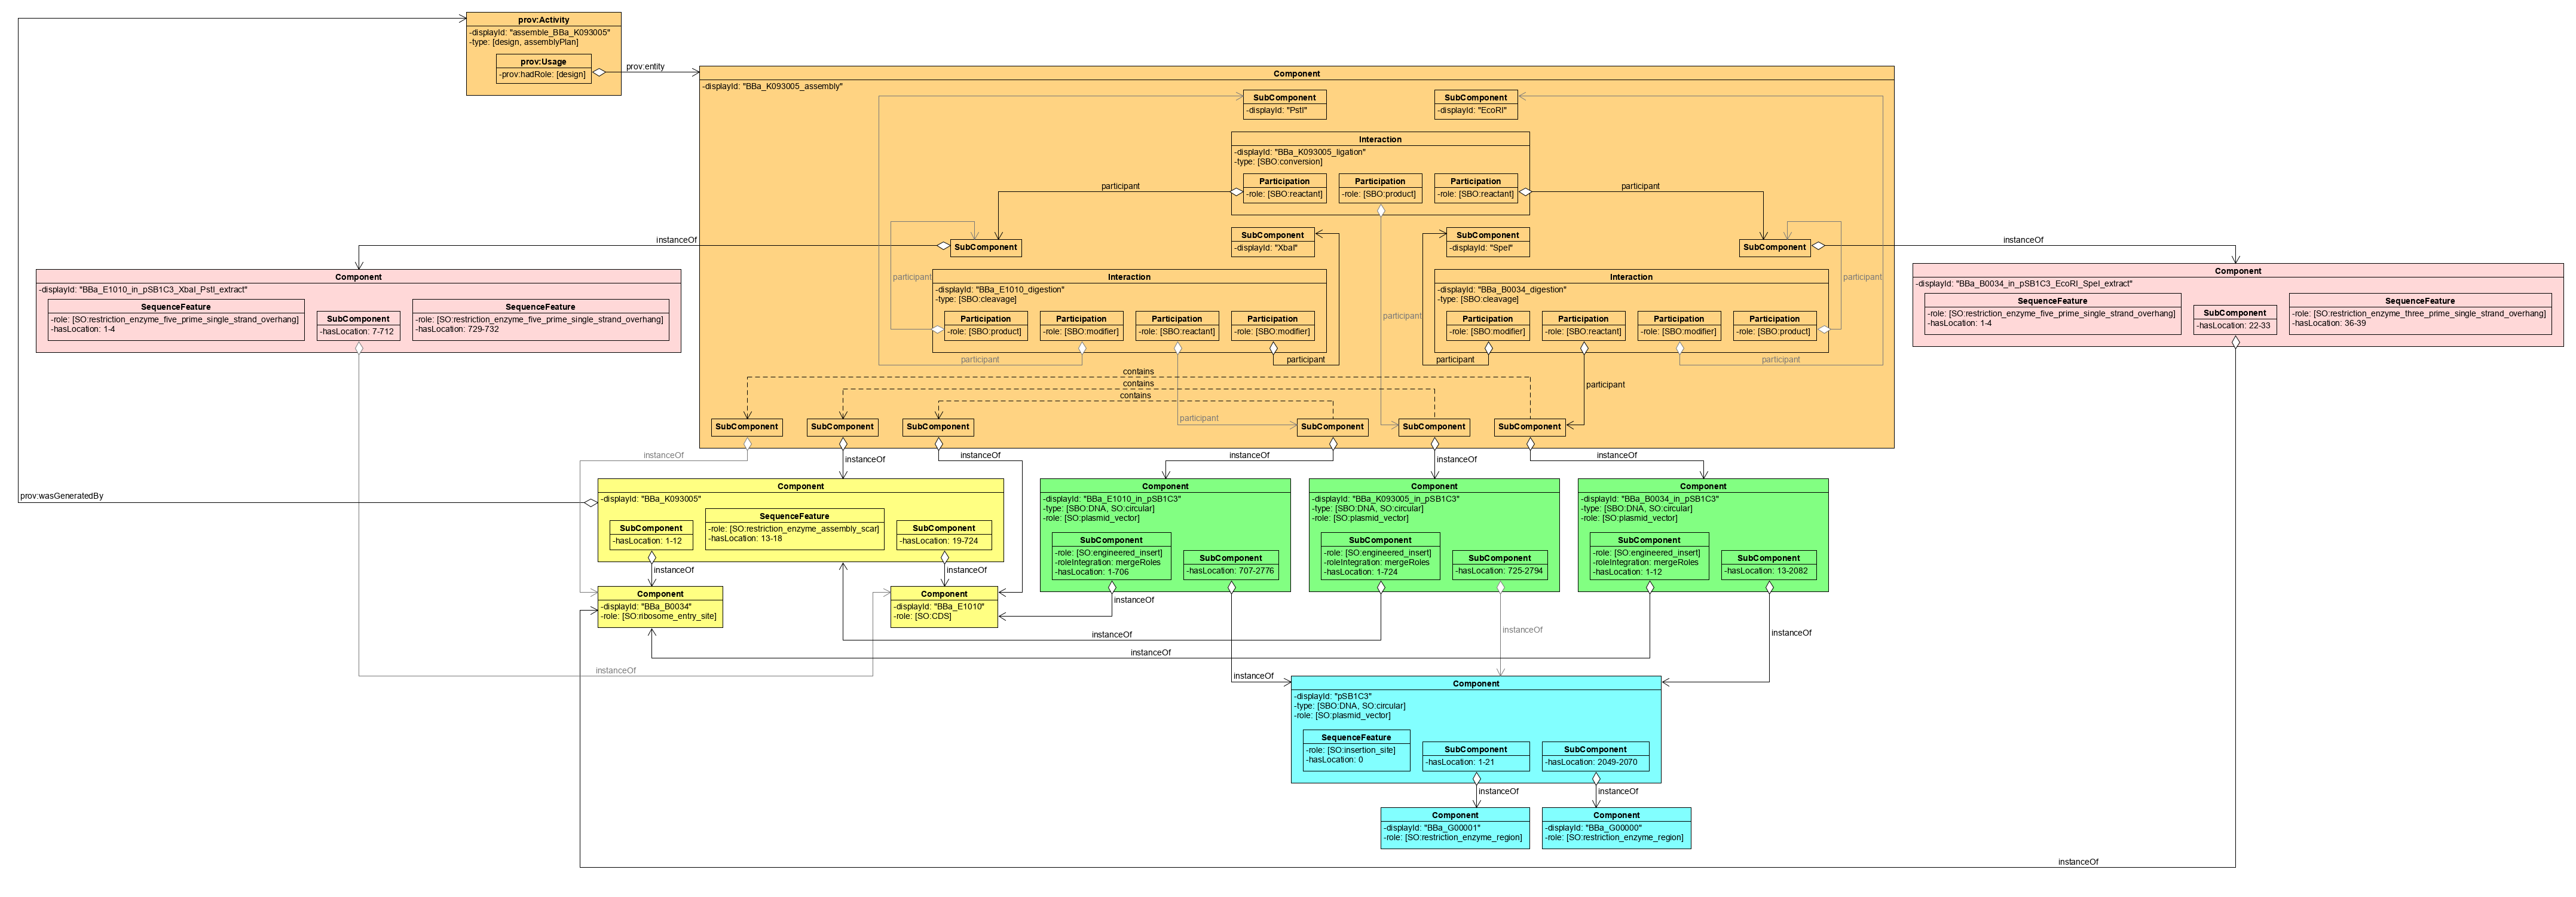 prov:Activity
-displayId: "assemble_BBa_K093005"
-type: [design, assemblyPlan]
prov:Usage
-prov:hadRole: [design]
prov:entity
Component
-displayId: "BBa_K093005_assembly"
SubComponent
-displayId: "PstI"
SubComponent
-displayId: "EcoRI"
Interaction
-displayId: "BBa_K093005_ligation"
-type: [SBO:conversion]
Participation
-role: [SBO:reactant]
Participation
-role: [SBO:product]
Participation
-role: [SBO:reactant]
participant
participant
instanceOf
SubComponent
SubComponent
-displayId: "XbaI"
SubComponent
-displayId: "SpeI"
SubComponent
instanceOf
Component
-displayId: "BBa_E1010_in_pSB1C3_XbaI_PstI_extract"
SequenceFeature
-role: [SO:restriction_enzyme_five_prime_single_strand_overhang]
-hasLocation: 1-4
SubComponent
-hasLocation: 7-712
SequenceFeature
-role: [SO:restriction_enzyme_five_prime_single_strand_overhang]
-hasLocation: 729-732
participant
Interaction
-displayId: "BBa_E1010_digestion"
-type: [SBO:cleavage]
Participation
-role: [SBO:product]
Participation
-role: [SBO:modifier]
Participation
-role: [SBO:reactant]
Participation
-role: [SBO:modifier]
participant
participant
participant
Interaction
-displayId: "BBa_B0034_digestion"
-type: [SBO:cleavage]
Participation
-role: [SBO:modifier]
Participation
-role: [SBO:reactant]
Participation
-role: [SBO:modifier]
Participation
-role: [SBO:product]
participant
participant
participant
Component
-displayId: "BBa_B0034_in_pSB1C3_EcoRI_SpeI_extract"
SequenceFeature
-role: [SO:restriction_enzyme_five_prime_single_strand_overhang]
-hasLocation: 1-4
SubComponent
-hasLocation: 22-33
SequenceFeature
-role: [SO:restriction_enzyme_three_prime_single_strand_overhang]
-hasLocation: 36-39
contains
contains
contains
participant
participant
SubComponent
SubComponent
SubComponent
SubComponent
SubComponent
SubComponent
instanceOf
instanceOf
instanceOf
instanceOf
instanceOf
instanceOf
prov:wasGeneratedBy
Component
-displayId: "BBa_K093005"
SubComponent
-hasLocation: 1-12
SequenceFeature
-role: [SO:restriction_enzyme_assembly_scar]
-hasLocation: 13-18
SubComponent
-hasLocation: 19-724
instanceOf
instanceOf
Component
-displayId: "BBa_E1010_in_pSB1C3"
-type: [SBO:DNA, SO:circular]
-role: [SO:plasmid_vector]
SubComponent
-role: [SO:engineered_insert]
-roleIntegration: mergeRoles
-hasLocation: 1-706
SubComponent
-hasLocation: 707-2776
Component
-displayId: "BBa_K093005_in_pSB1C3"
-type: [SBO:DNA, SO:circular]
-role: [SO:plasmid_vector]
SubComponent
-role: [SO:engineered_insert]
-roleIntegration: mergeRoles
-hasLocation: 1-724
SubComponent
-hasLocation: 725-2794
Component
-displayId: "BBa_B0034_in_pSB1C3"
-type: [SBO:DNA, SO:circular]
-role: [SO:plasmid_vector]
SubComponent
-role: [SO:engineered_insert]
-roleIntegration: mergeRoles
-hasLocation: 1-12
SubComponent
-hasLocation: 13-2082
Component
-displayId: "BBa_B0034"
-role: [SO:ribosome_entry_site]
Component
-displayId: "BBa_E1010"
-role: [SO:CDS]
instanceOf
instanceOf
instanceOf
instanceOf
instanceOf
instanceOf
instanceOf
Component
-displayId: "pSB1C3"
-type: [SBO:DNA, SO:circular]
-role: [SO:plasmid_vector]
SequenceFeature
-role: [SO:insertion_site]
-hasLocation: 0
SubComponent
-hasLocation: 1-21
SubComponent
-hasLocation: 2049-2070
instanceOf
instanceOf
Component
-displayId: "BBa_G00001"
-role: [SO:restriction_enzyme_region]
Component
-displayId: "BBa_G00000"
-role: [SO:restriction_enzyme_region]
instanceOf